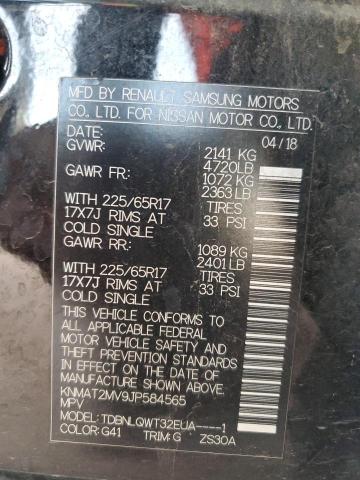 MFD BY RENAULT SAMSUNG MOTORS
CO., LTD. FOR NISSAN MOTOR CO., LTD.
DATE: 04/18
GVWR: 2141 KG
4720LB
GAWR FR: 1072 KG
2363 LB
WITH 225/65R17 TIRES
17X7J RIMS AT 33 PSI
COLD SINGLE
GAWR RR: 1089 KG
2401 LB
WITH 225/65R17 TIRES
17X7J RIMS AT 33 PSI
COLD SINGLE
THIS VEHICLE CONFORMS TO
ALL APPLICABLE FEDERAL
MOTOR VEHICLE SAFETY AND
THEFT PREVENTION STANDARDS
IN EFFECT ON THE DATE OF
MANUFACTURE SHOWN ABOVE.
KNMAT2MV9JP584565
MPV
MODEL: TDBNLQWT32EUA----1
COLOR: G41 TRIM: G ZS30A